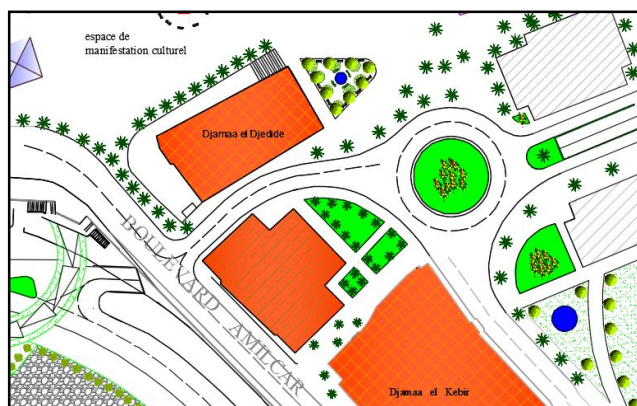 espace de
manifestation culturel
Djamaa el Djedide
BOULEVARD AMILCAR
Djamaa el Kebir